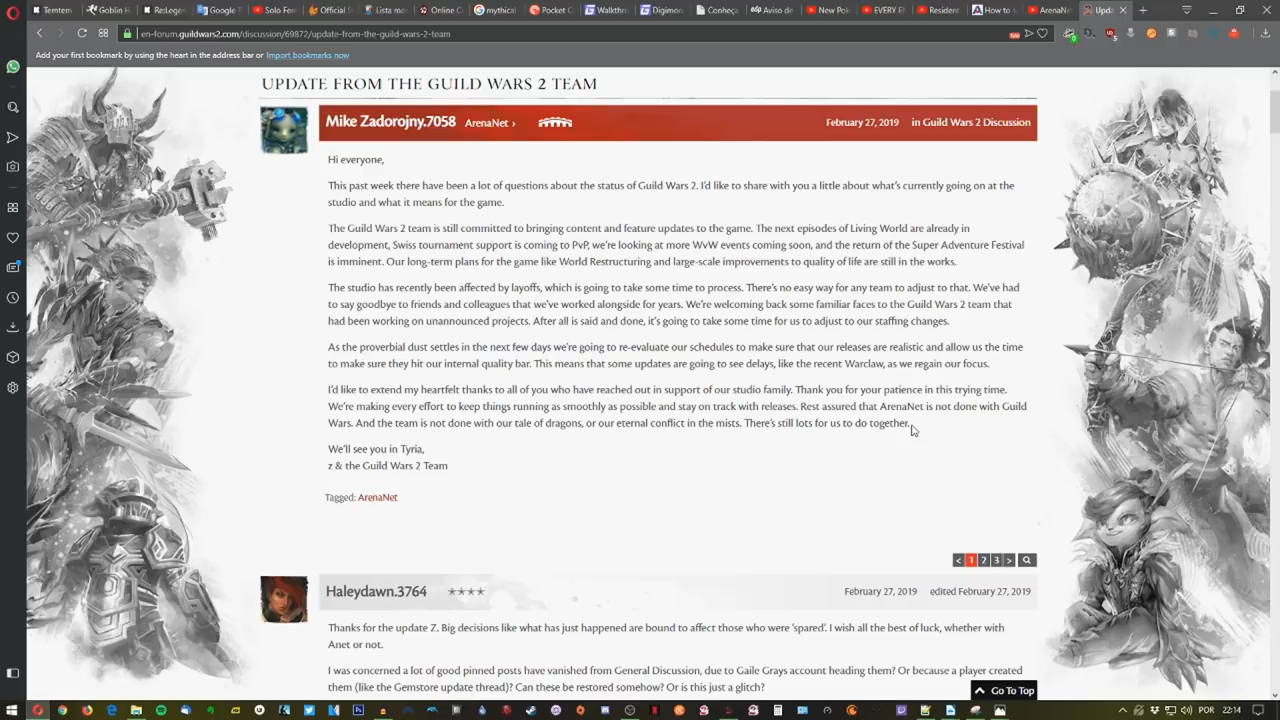 Temtem
Goblin H
Re:Legen
Google T
Solo Fem
Official S
Lista mo
Online C
mythical
Pocket C
Walkthr
Digimon
Conheça
Aviso de
New Pok
EVERY E
Resident
How to s
ArenaNe
Upda
en-forum.guildwars2.com/discussion/69872/update-from-the-guild-wars-2-team
Add your first bookmark by using the heart in the address bar or Import bookmarks now
UPDATE FROM THE GUILD WARS 2 TEAM
Mike Zadorojny.7058 ArenaNet › February 27, 2019 in Guild Wars 2 Discussion
Hi everyone,
This past week there have been a lot of questions about the status of Guild Wars 2. I'd like to share with you a little about what's currently going on at the
studio and what it means for the game.
The Guild Wars 2 team is still committed to bringing content and feature updates to the game. The next episodes of Living World are already in
development, Swiss tournament support is coming to PvP, we're looking at more WvW events coming soon, and the return of the Super Adventure Festival
is imminent. Our long-term plans for the game like World Restructuring and large-scale improvements to quality of life are still in the works.
The studio has recently been affected by layoffs, which is going to take some time to process. There's no easy way for any team to adjust to that. We've had
to say goodbye to friends and colleagues that we've worked alongside for years. We're welcoming back some familiar faces to the Guild Wars 2 team that
had been working on unannounced projects. After all is said and done, it's going to take some time for us to adjust to our staffing changes.
As the proverbial dust settles in the next few days we're going to re-evaluate our schedules to make sure that our releases are realistic and allow us the time
to make sure they hit our internal quality bar. This means that some updates are going to see delays, like the recent Warclaw, as we regain our focus.
I'd like to extend my heartfelt thanks to all of you who have reached out in support of our studio family. Thank you for your patience in this trying time.
We're making every effort to keep things running as smoothly as possible and stay on track with releases. Rest assured that ArenaNet is not done with Guild
Wars. And the team is not done with our tale of dragons, or our eternal conflict in the mists. There's still lots for us to do together.
We'll see you in Tyria,
z & the Guild Wars 2 Team
Tagged: ArenaNet
< 1 2 3 >
Haleydawn.3764 ★★★★ February 27, 2019 edited February 27, 2019
Thanks for the update Z. Big decisions like what has just happened are bound to affect those who were 'spared'. I wish all the best of luck, whether with
Anet or not.
I was concerned a lot of good pinned posts have vanished from General Discussion, due to Gaile Grays account heading them? Or because a player created
them (like the Gemstore update thread)? Can these be restored somehow? Or is this just a glitch?
Go To Top
POR 22:14